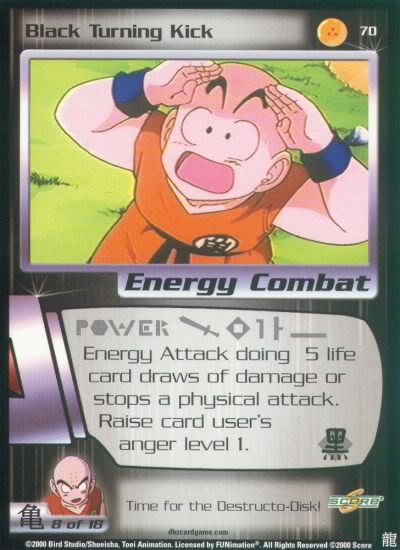 Black Turning Kick
70
Energy Combat
POWER
Energy Attack doing 5 life
card draws of damage or
stops a physical attack.
Raise card user's
anger level 1.
黒
亀 8 of 18
Time for the Destructo-Disk!
SCORE
dbzcardgame.com
©2000 Bird Studio/Shueisha, Toei Animation. Licensed by FUNimation®. All Rights Reserved ©2000 Score
龍